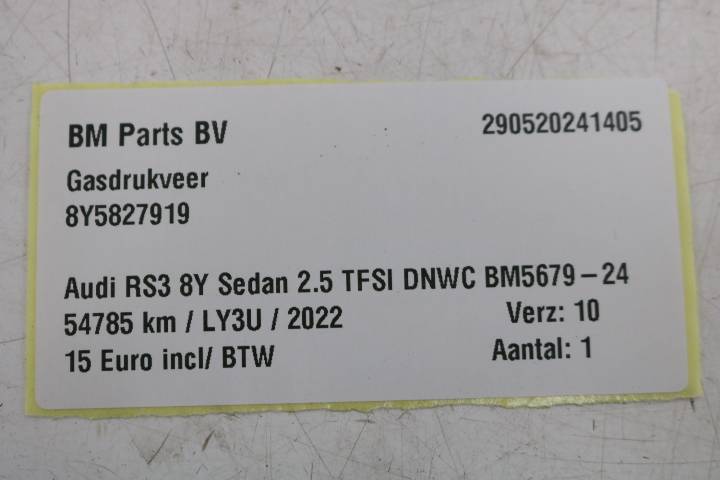 BM Parts BV 290520241405
Gasdrukveer
8Y5827919
Audi RS3 8Y Sedan 2.5 TFSI DNWC BM5679-24
54785 km / LY3U / 2022 Verz: 10
15 Euro incl/ BTW Aantal: 1